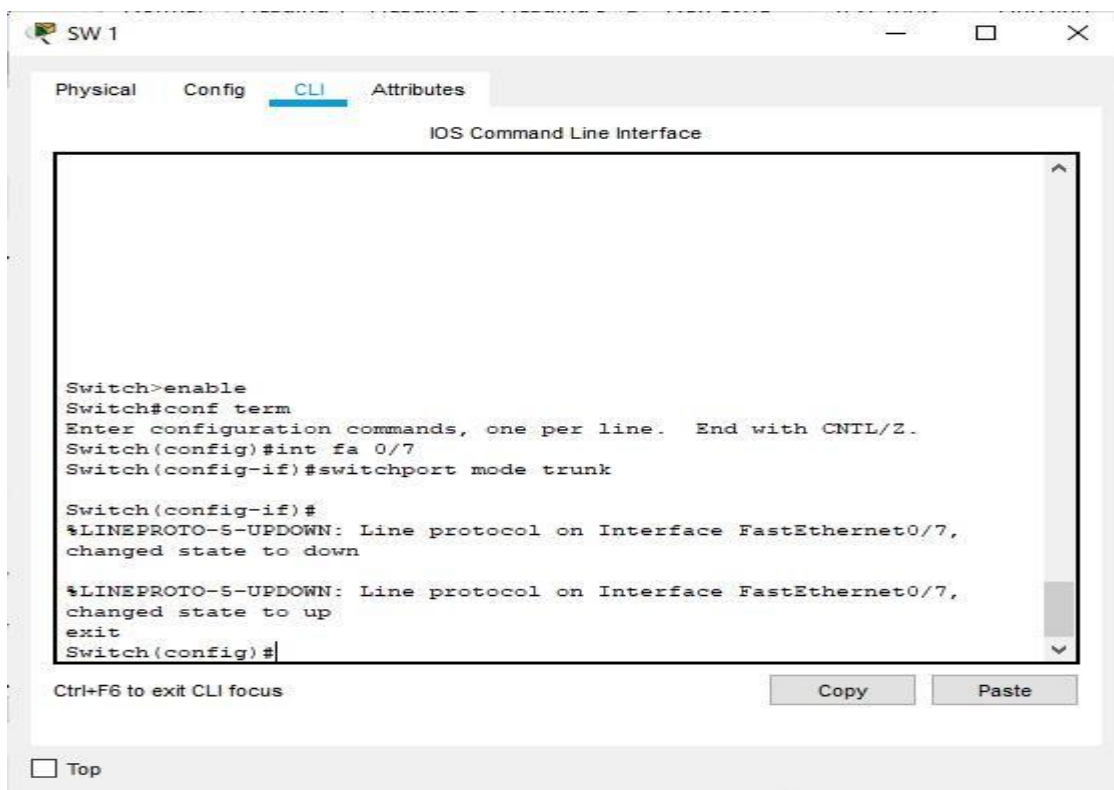 SW 1
Physical Config CLI Attributes
IOS Command Line Interface
Switch>enable
Switch#conf term
Enter configuration commands, one per line.  End with CNTL/Z.
Switch(config)#int fa 0/7
Switch(config-if)#switchport mode trunk
Switch(config-if)#
%LINEPROTO-5-UPDOWN: Line protocol on Interface FastEthernet0/7,
changed state to down
%LINEPROTO-5-UPDOWN: Line protocol on Interface FastEthernet0/7,
changed state to up
exit
Switch(config)#
Ctrl+F6 to exit CLI focus
Copy Paste
Top